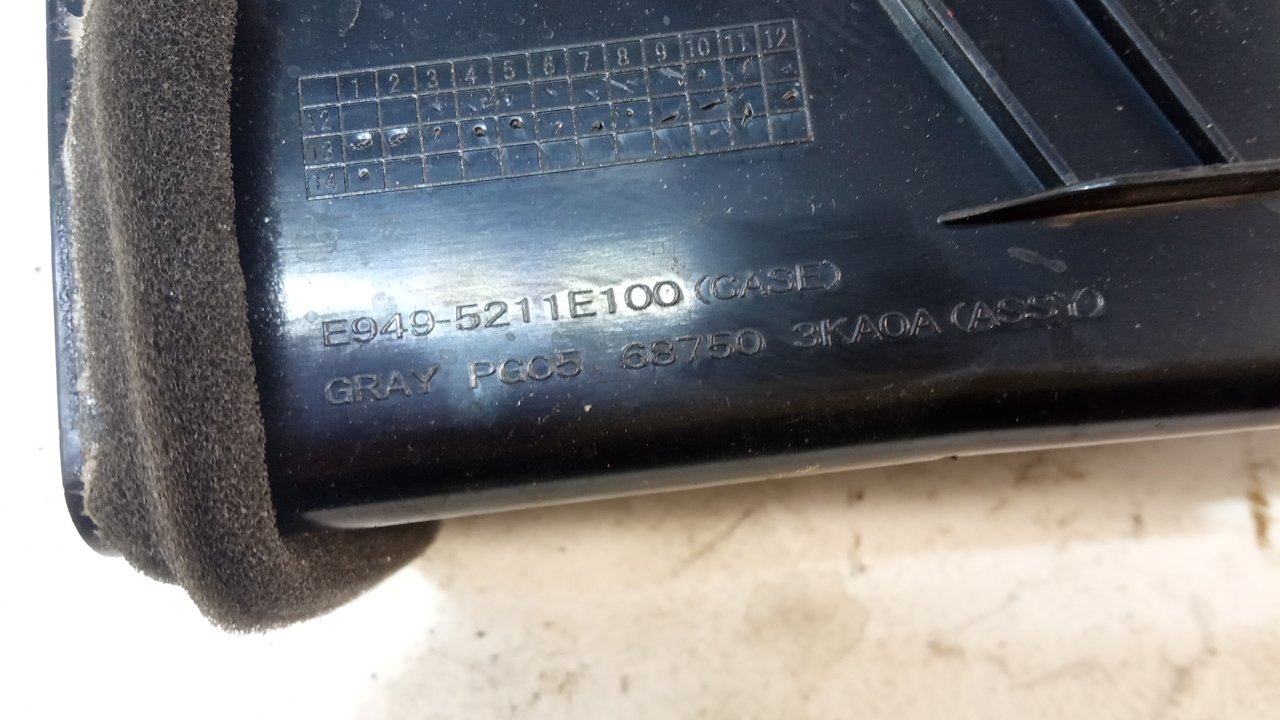 1 2 3 4 5 6 7 8 9 10 11 12
12
13
14
E949-5211E100 (CASE)
GRAY PG05 68750 3KA0A (ASSY)